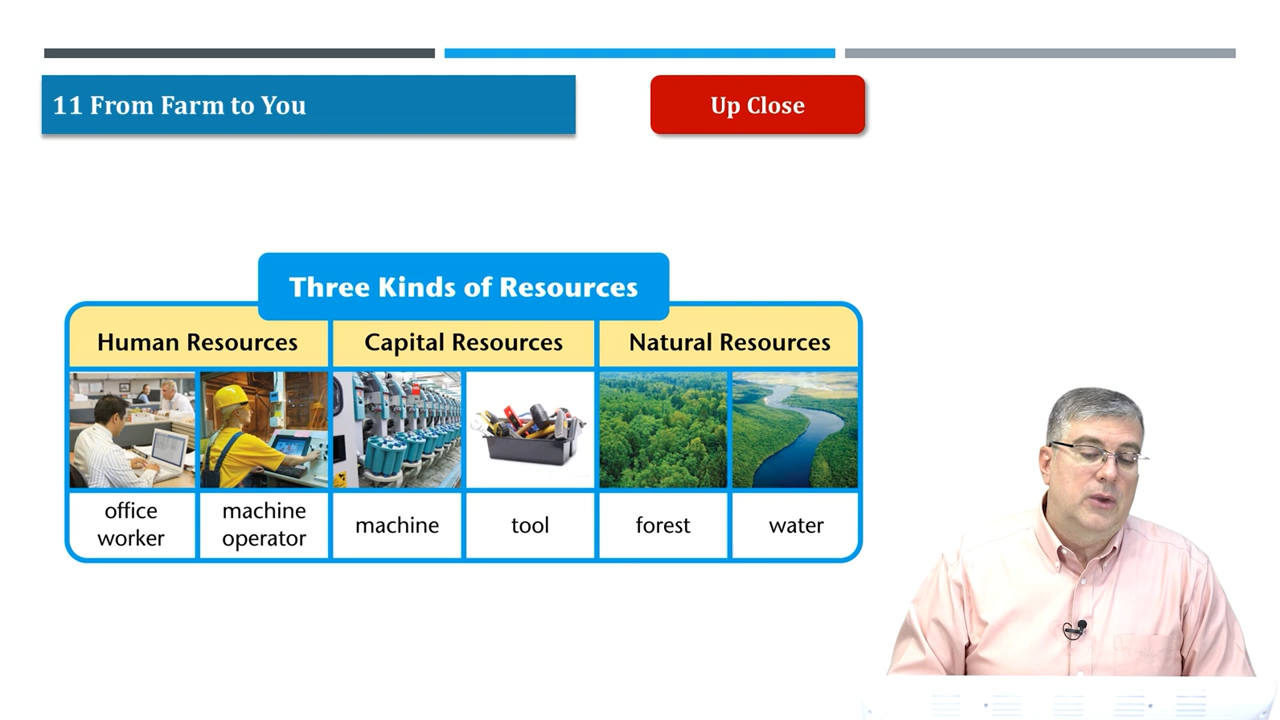 11 From Farm to You
Up Close
Three Kinds of Resources
Human Resources
Capital Resources
Natural Resources
office
worker
machine
operator
machine
tool
forest
water